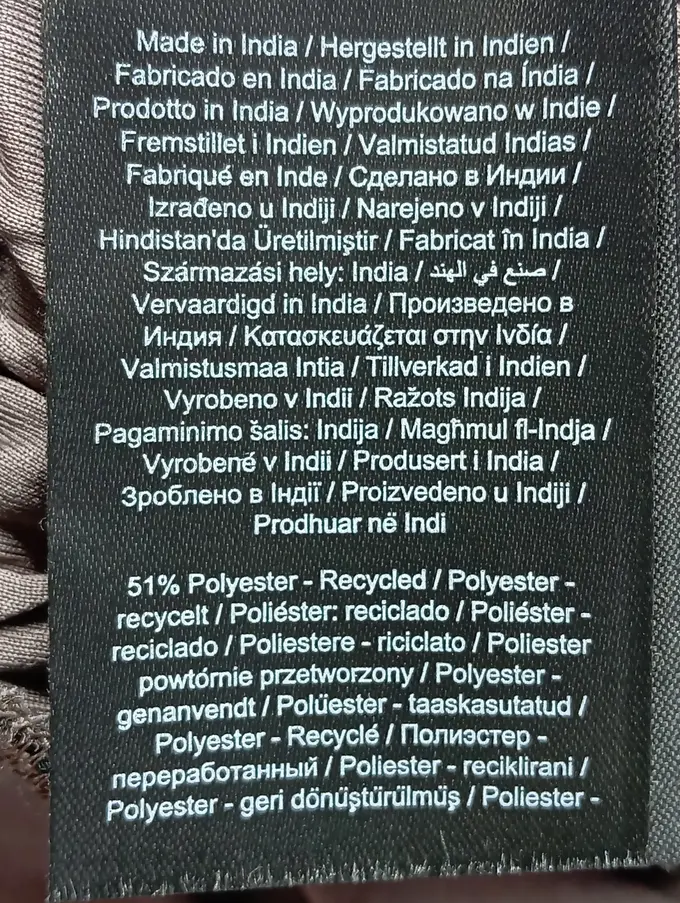 Made in India / Hergestellt in Indien /
Fabricado en India / Fabricado na Índia /
Prodotto in India / Wyprodukowano w Indie /
Fremstillet i Indien / Valmistatud Indias /
Fabriqué en Inde / Сделано в Индии /
Izrađeno u Indiji / Narejeno v Indiji /
Hindistan'da Üretilmiştir / Fabricat în India /
Származási hely: India / صنع في الهند /
Vervaardigd in India / Произведено в
Индия / Κατασκευάζεται στην Ινδία /
Valmistusmaa Intia / Tillverkad i Indien /
Vyrobeno v Indii / Ražots Indija /
Pagaminimo šalis: Indija / Magħmul fl-Indja /
Vyrobené v Indii / Produsert i India /
Зроблено в Індії / Proizvedeno u Indiji /
Prodhuar në Indi
51% Polyester - Recycled / Polyester -
recycelt / Poliéster: reciclado / Poliéster -
reciclado / Poliestere - riciclato / Poliester
powtórnie przetworzony / Polyester -
genanvendt / Polüester - taaskasutatud /
Polyester - Recyclé / Полиэстер -
переработанный / Poliester - reciklirani /
Polyester - geri dönüştürülmüş / Poliester -